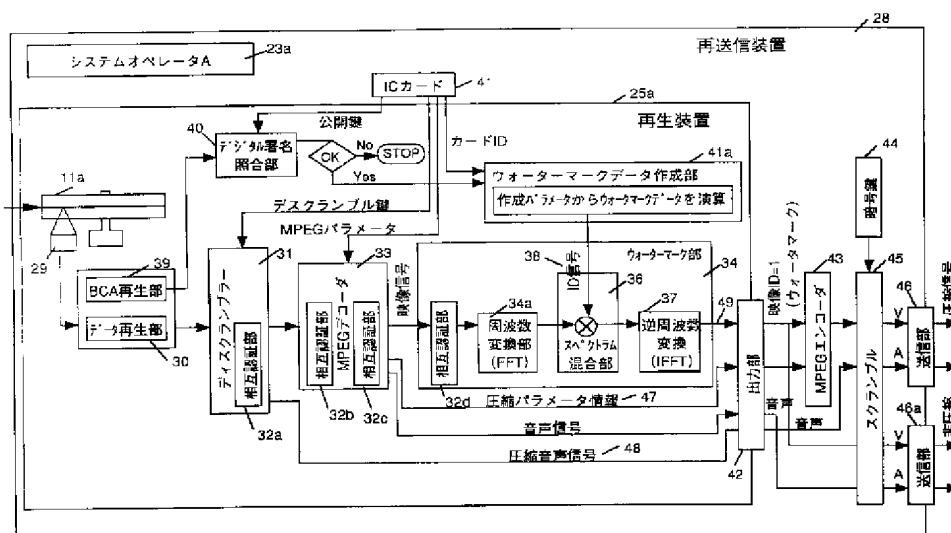 28
再送信装置
システムオペレータA
23a
ICカード
41
25a
再生装置
公開鍵
カードID
40
デジタル署名
照合部
OK
No
STOP
Yes
41a
ウォーターマークデータ作成部
作成パラメータからウォータマークデータを演算
44
暗号鍵
11a
29
デスクランブル鍵
MPEGパラメータ
39
BCA再生部
データ再生部
30
31
ディスクランブラー
相互認証部
32a
33
MPEGデコーダ
相互認証部
32b
相互認証部
32c
映像信号
ウォーターマーク部
34
相互認証部
32d
34a
周波数
変換部
(FFT)
38
ID信号
36
スペクトラム
混合部
37
逆周波数
変換
(IFFT)
49
圧縮パラメータ情報
47
音声信号
圧縮音声信号
48
出力部
42
映像ID=1
(ウォータマーク)
音声
音声
43
MPEGエンコーダ
45
スクランブル
V
A
46
送信部
圧縮信号
V
A
46a
送信部